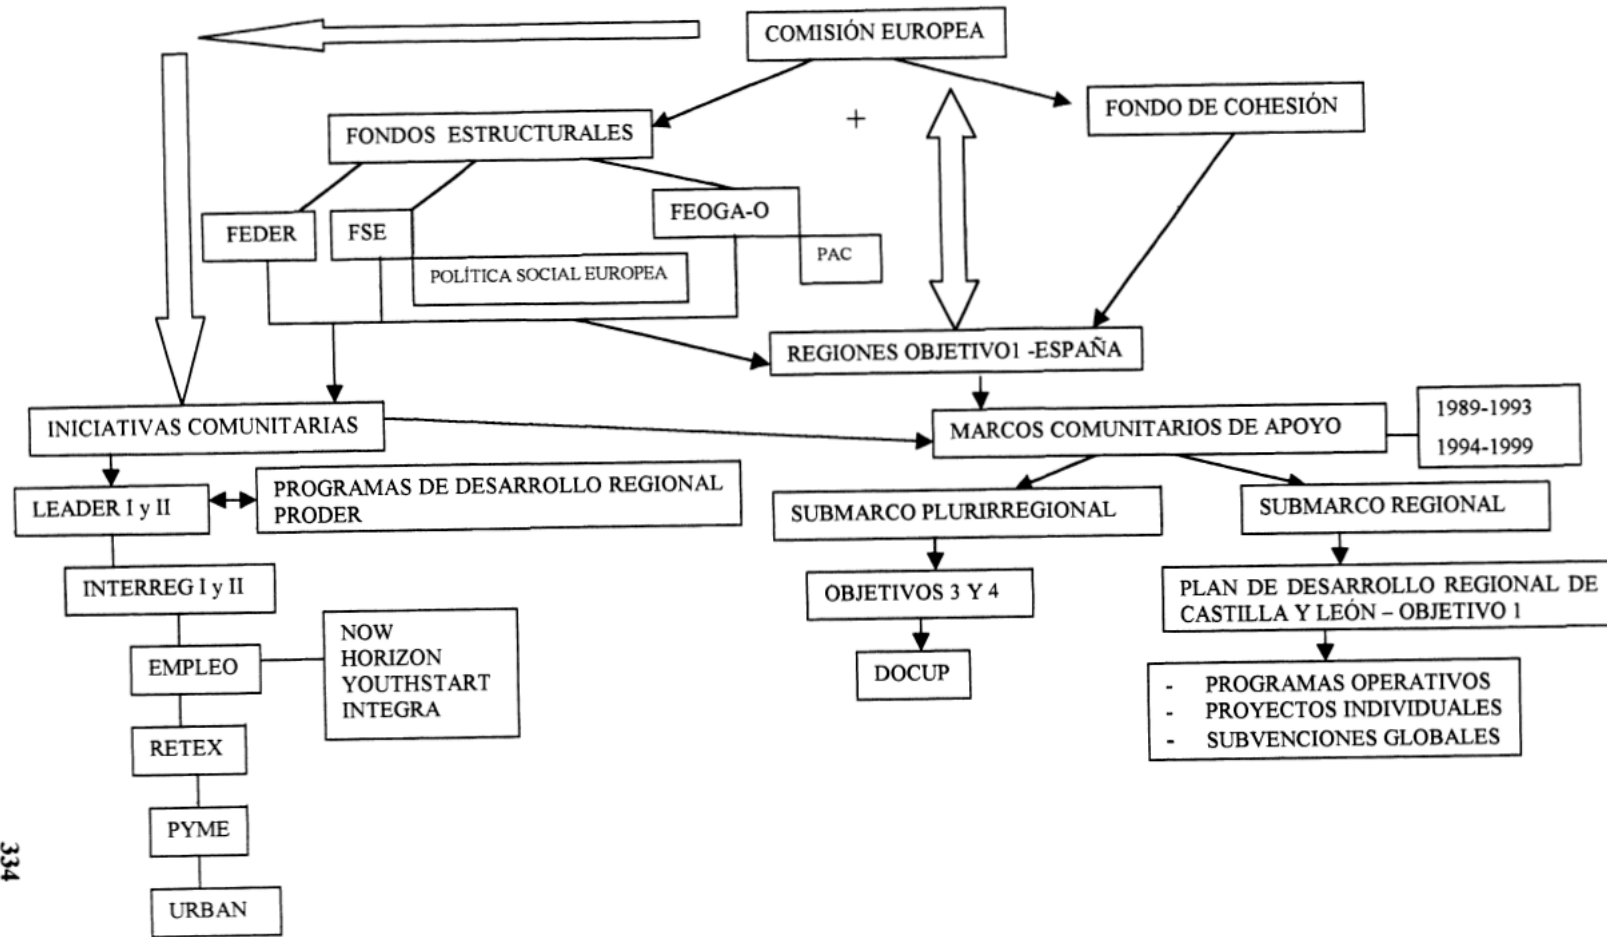 COMISIÓN EUROPEA
FONDO DE COHESIÓN
+
FONDOS ESTRUCTURALES
FEOGA-O
FEDER
FSE
PAC
POLÍTICA SOCIAL EUROPEA
REGIONES OBJETIVO1 -ESPAÑA
INICIATIVAS COMUNITARIAS
MARCOS COMUNITARIOS DE APOYO
1989-1993
1994-1999
LEADER I y II
PROGRAMAS DE DESARROLLO REGIONAL
PRODER
SUBMARCO PLURIRREGIONAL
SUBMARCO REGIONAL
INTERREG I y II
OBJETIVOS 3 Y 4
PLAN DE DESARROLLO REGIONAL DE
CASTILLA Y LEÓN – OBJETIVO 1
EMPLEO
NOW
HORIZON
YOUTHSTART
INTEGRA
DOCUP
- PROGRAMAS OPERATIVOS
- PROYECTOS INDIVIDUALES
- SUBVENCIONES GLOBALES
RETEX
PYME
URBAN
334